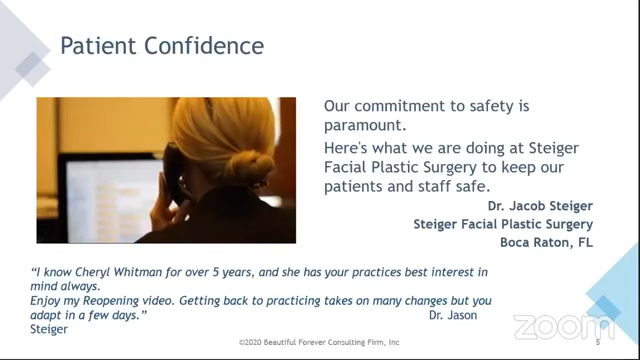 Patient Confidence
Our commitment to safety is
paramount.
Here's what we are doing at Steiger
Facial Plastic Surgery to keep our
patients and staff safe.
Dr. Jacob Steiger
Steiger Facial Plastic Surgery
Boca Raton, FL
“I know Cheryl Whitman for over 5 years, and she has your practices best interest in
mind always.
Enjoy my Reopening video. Getting back to practicing takes on many changes but you
adapt in a few days.” Dr. Jason
Steiger
©2020 Beautiful Forever Consulting Firm, Inc
5
zoom